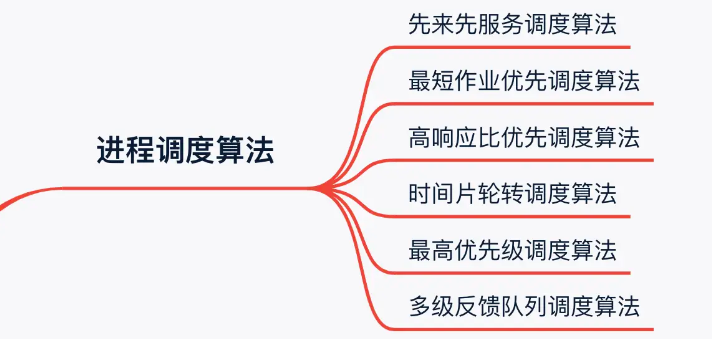 先来先服务调度算法
最短作业优先调度算法
高响应比优先调度算法
进程调度算法
时间片轮转调度算法
最高优先级调度算法
多级反馈队列调度算法